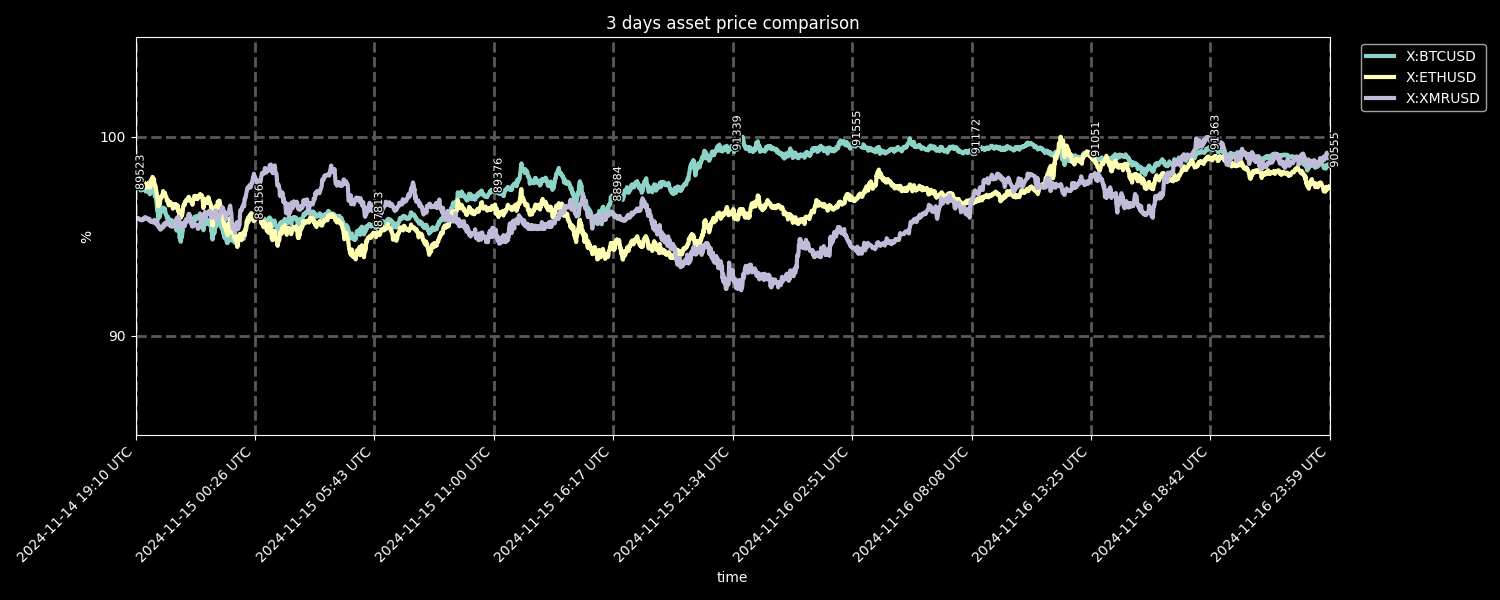 3 days asset price comparison
X:BTCUSD
X:ETHUSD
X:XMRUSD
100
90
%
89523
88156
87813
89376
88984
91339
91555
91172
91051
91363
90555
2024-11-14 19:10 UTC
2024-11-15 00:26 UTC
2024-11-15 05:43 UTC
2024-11-15 11:00 UTC
2024-11-15 16:17 UTC
2024-11-15 21:34 UTC
2024-11-16 02:51 UTC
2024-11-16 08:08 UTC
2024-11-16 13:25 UTC
2024-11-16 18:42 UTC
2024-11-16 23:59 UTC
time